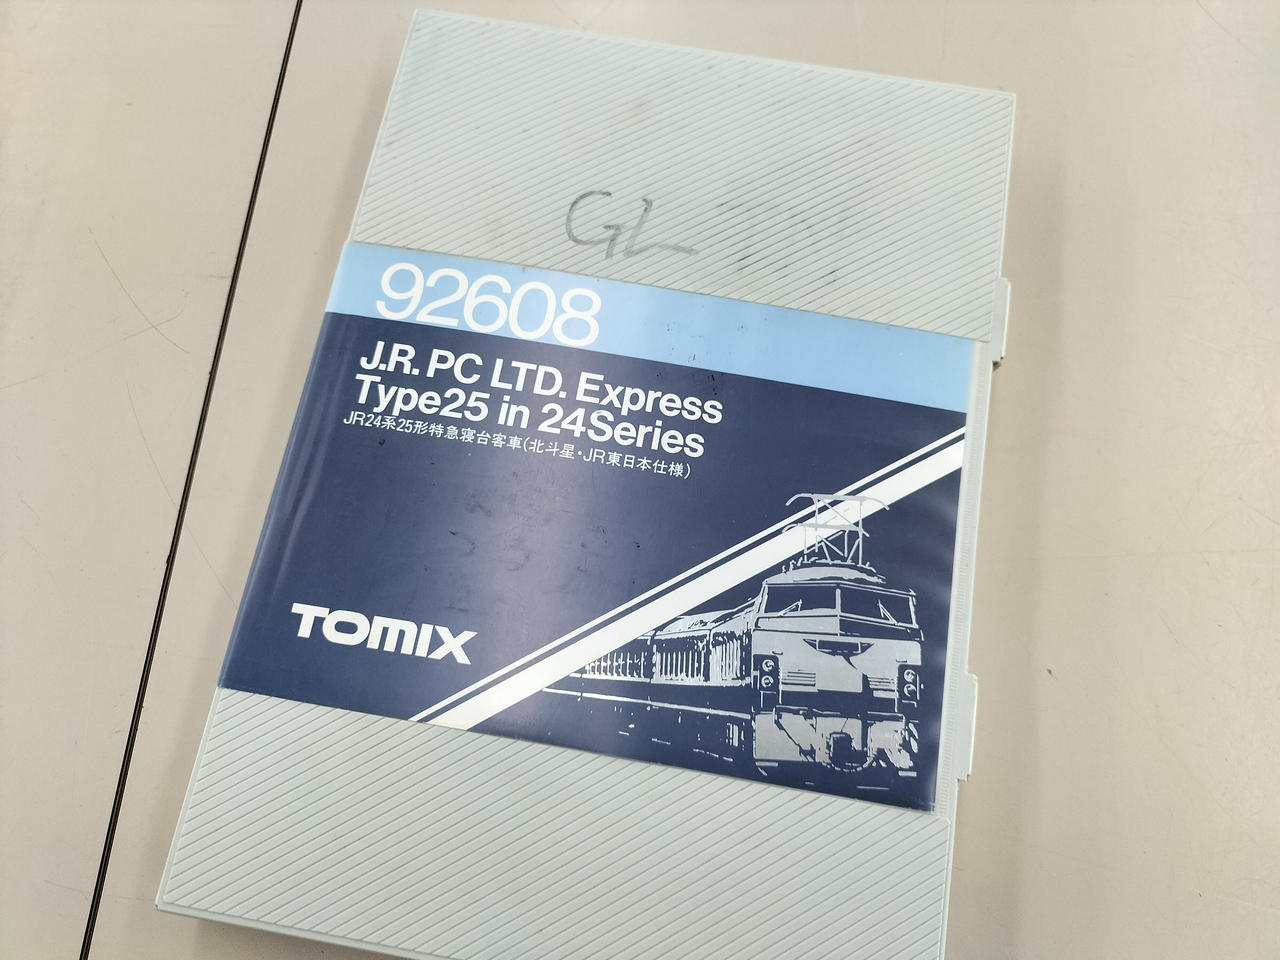 GL
92608
J.R. PC LTD. Express
Type25 in 24Series
JR24系25形特急寝台客車(北斗星・JR東日本仕様)
TOMIX